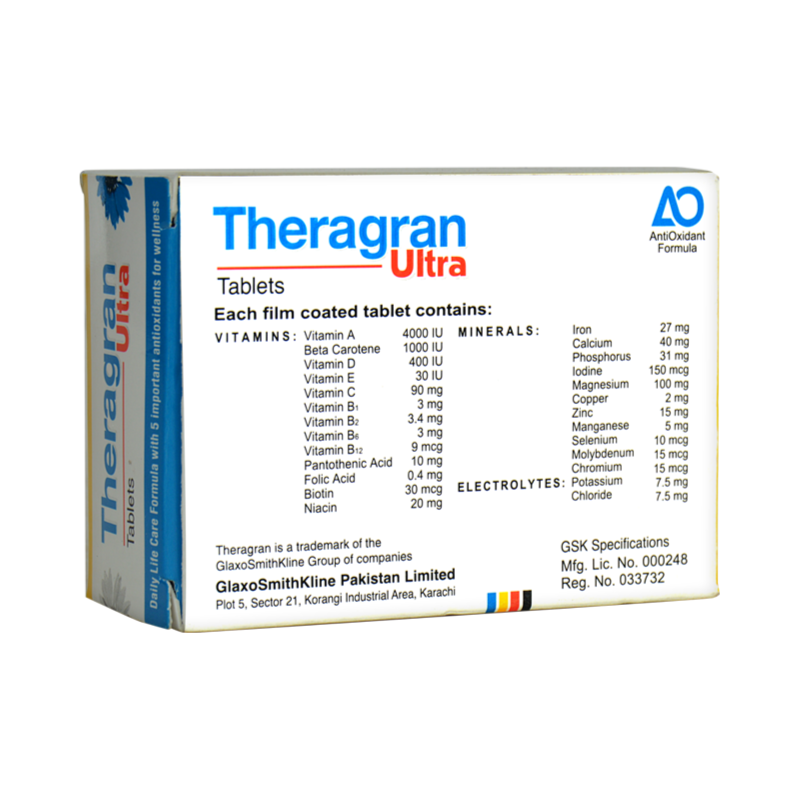 Theragran
Ultra
Tablets
Daily Life Care Formula with 5 important antioxidants for wellness
Theragran
Ultra
Tablets
AO
AntiOxidant
Formula
Each film coated tablet contains:
VITAMINS: Vitamin A 4000 IU
Beta Carotene 1000 IU
Vitamin D 400 IU
Vitamin E 30 IU
Vitamin C 90 mg
Vitamin B1 3 mg
Vitamin B2 3.4 mg
Vitamin B6 3 mg
Vitamin B12 9 mcg
Pantothenic Acid 10 mg
Folic Acid 0.4 mg
Biotin 30 mcg
Niacin 20 mg
MINERALS: Iron 27 mg
Calcium 40 mg
Phosphorus 31 mg
Iodine 150 mcg
Magnesium 100 mg
Copper 2 mg
Zinc 15 mg
Manganese 5 mg
Selenium 10 mcg
Molybdenum 15 mcg
Chromium 15 mcg
ELECTROLYTES: Potassium 7.5 mg
Chloride 7.5 mg
Theragran is a trademark of the
GlaxoSmithKline Group of companies
GlaxoSmithKline Pakistan Limited
Plot 5, Sector 21, Korangi Industrial Area, Karachi
GSK Specifications
Mfg. Lic. No. 000248
Reg. No. 033732